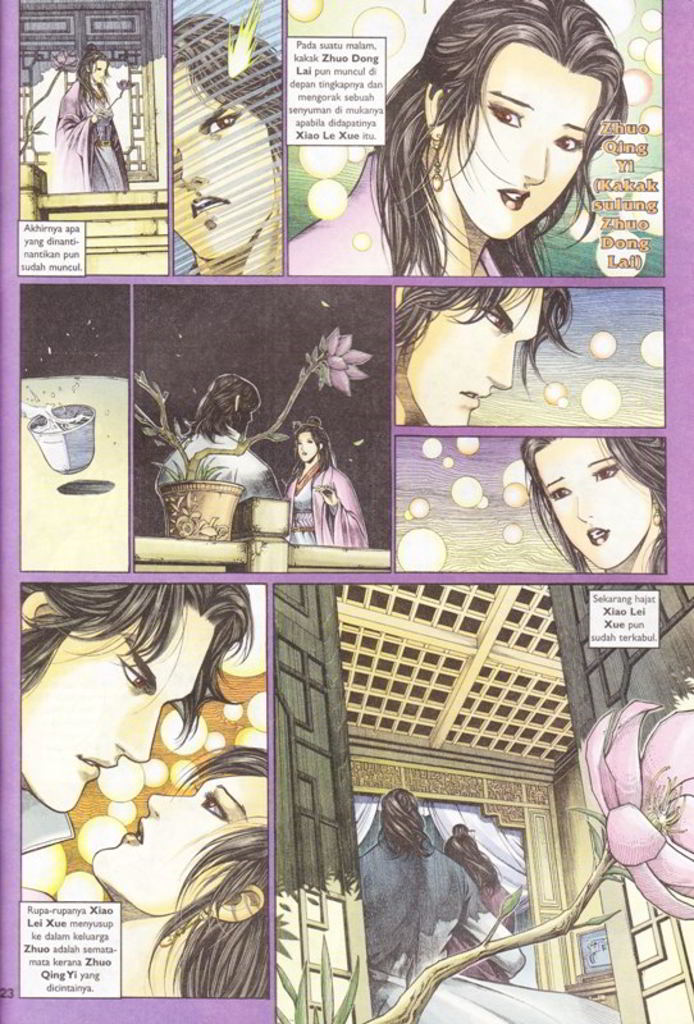 Pada suatu malam,
kakak Zhuo Dong
Lai pun muncul di
depan tingkapnya dan
mengorak sebuah
senyuman di mukanya
apabila didapatinya
Xiao Le Xue itu.
Zhuo
Qing
Yi
(Kakak
sulung
Zhuo
Dong
Lai)
Akhirnya apa
yang dinanti-
nantikan pun
sudah muncul.
Sekarang hajat
Xiao Lei
Xue pun
sudah terkabul.
Rupa-rupanya Xiao
Lei Xue menyusup
ke dalam keluarga
Zhuo adalah semata-
mata kerana Zhuo
QingYi yang
dicintainya.
23